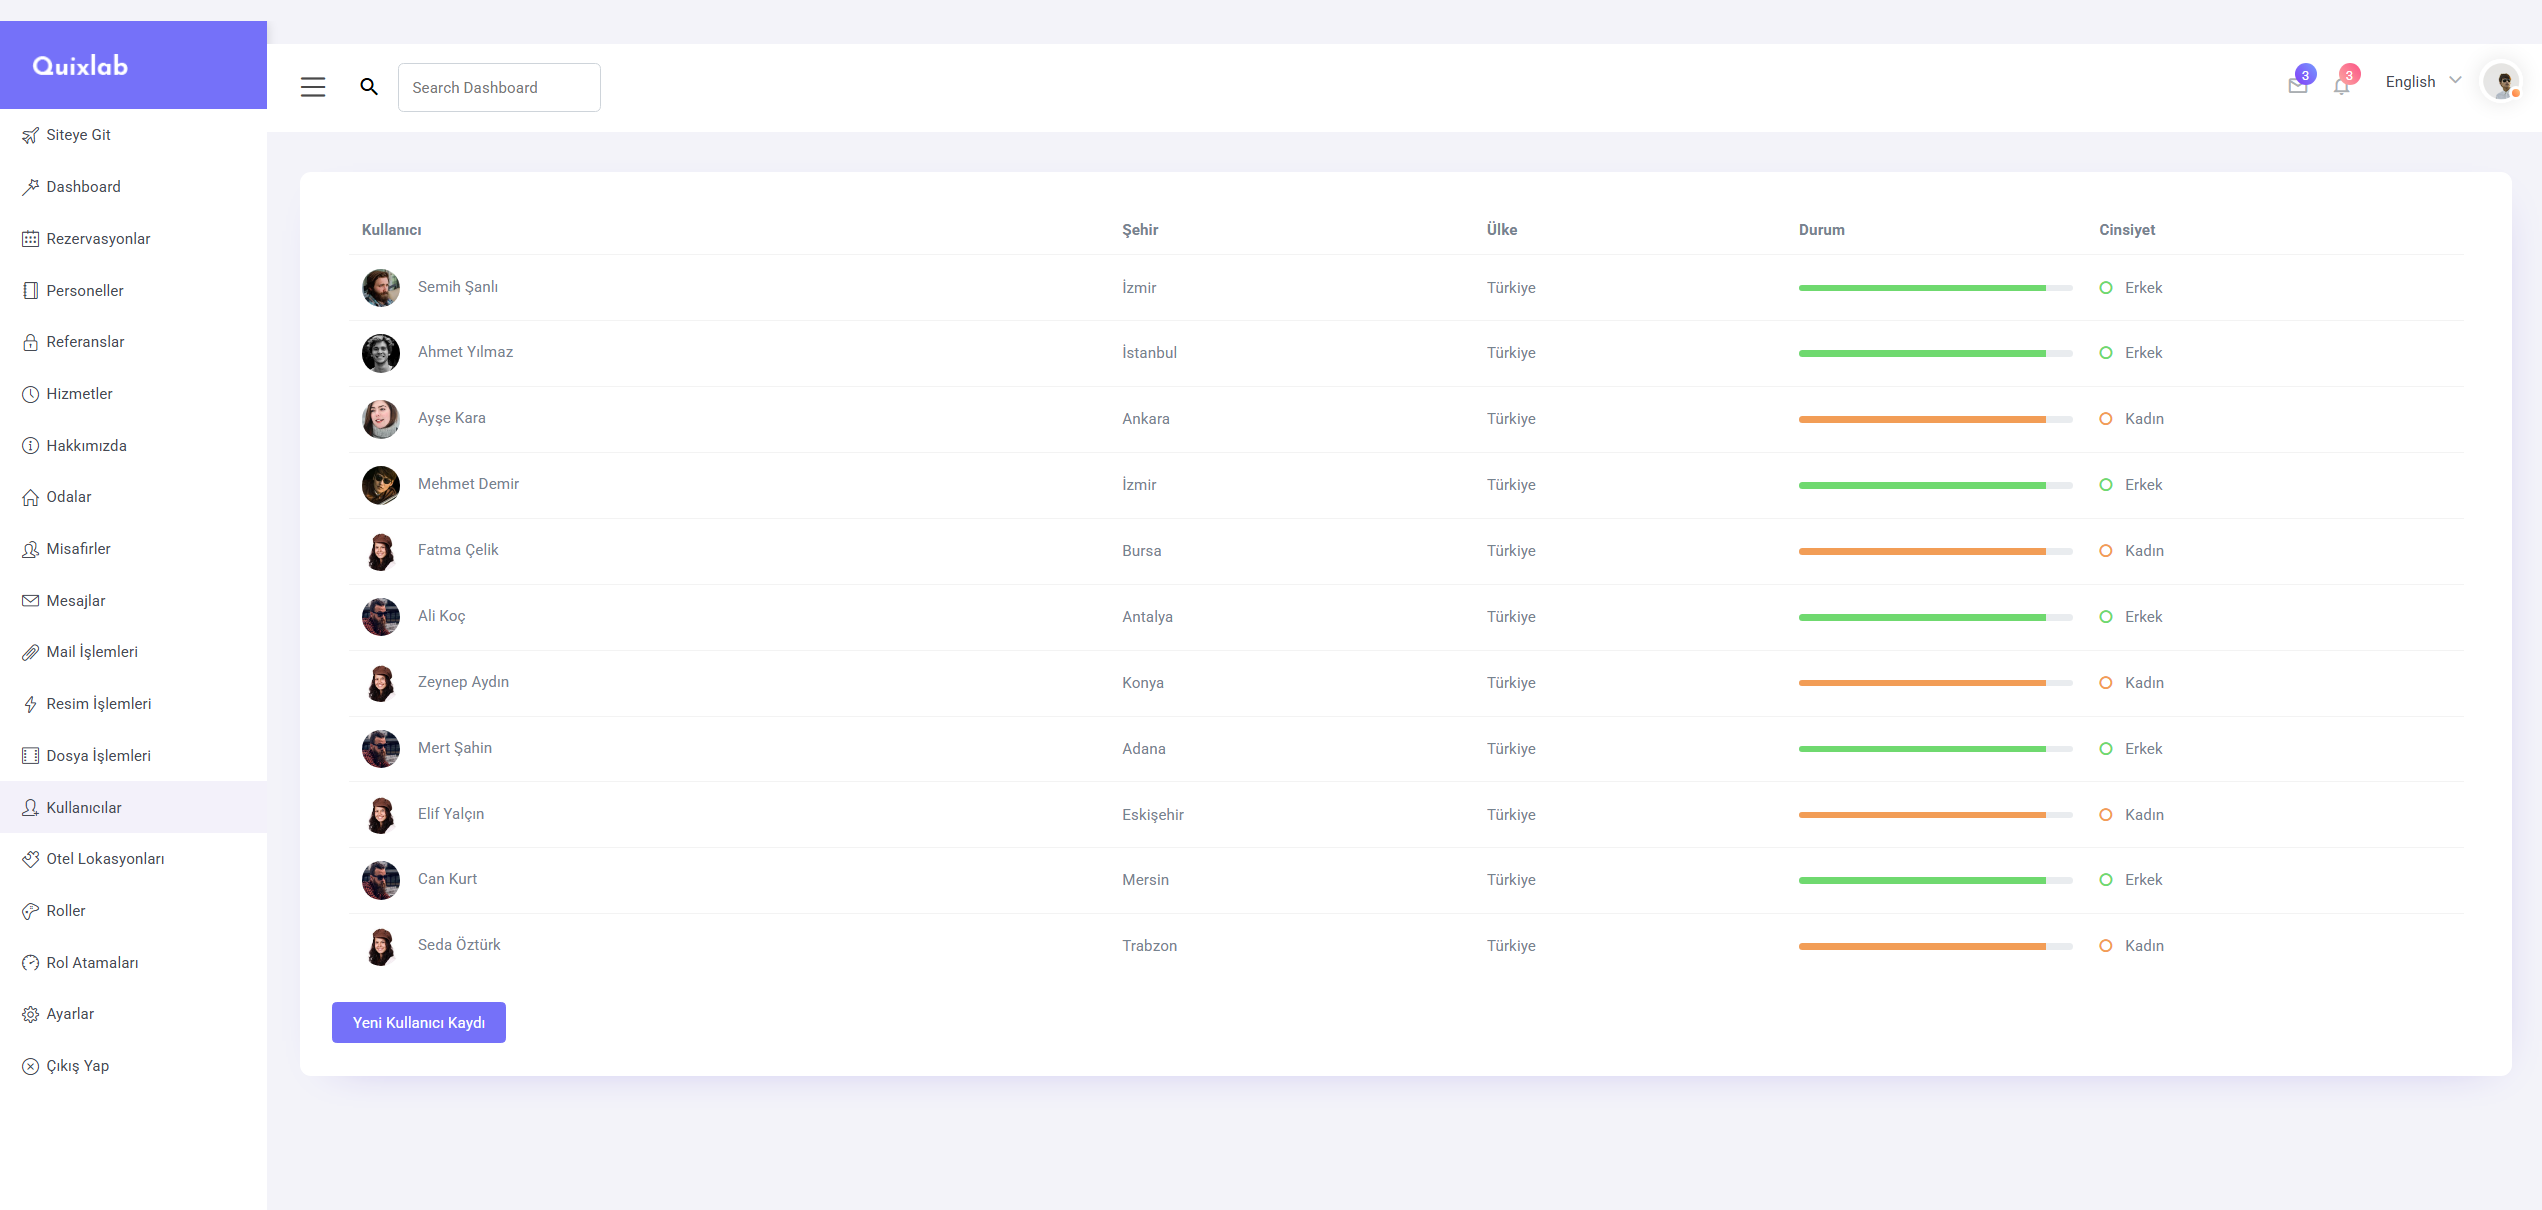 Quixlab
Search Dashboard
3
3
English
Siteye Git
Dashboard
Rezervasyonlar
Personeller
Referanslar
Hizmetler
Hakkımızda
Odalar
Misafirler
Mesajlar
Mail İşlemleri
Resim İşlemleri
Dosya İşlemleri
Kullanıcılar
Otel Lokasyonları
Roller
Rol Atamaları
Ayarlar
Çıkış Yap
Kullanıcı Şehir Ülke Durum Cinsiyet
Semih Şanlı İzmir Türkiye Erkek
Ahmet Yılmaz İstanbul Türkiye Erkek
Ayşe Kara Ankara Türkiye Kadın
Mehmet Demir İzmir Türkiye Erkek
Fatma Çelik Bursa Türkiye Kadın
Ali Koç Antalya Türkiye Erkek
Zeynep Aydın Konya Türkiye Kadın
Mert Şahin Adana Türkiye Erkek
Elif Yalçın Eskişehir Türkiye Kadın
Can Kurt Mersin Türkiye Erkek
Seda Öztürk Trabzon Türkiye Kadın
Yeni Kullanıcı Kaydı